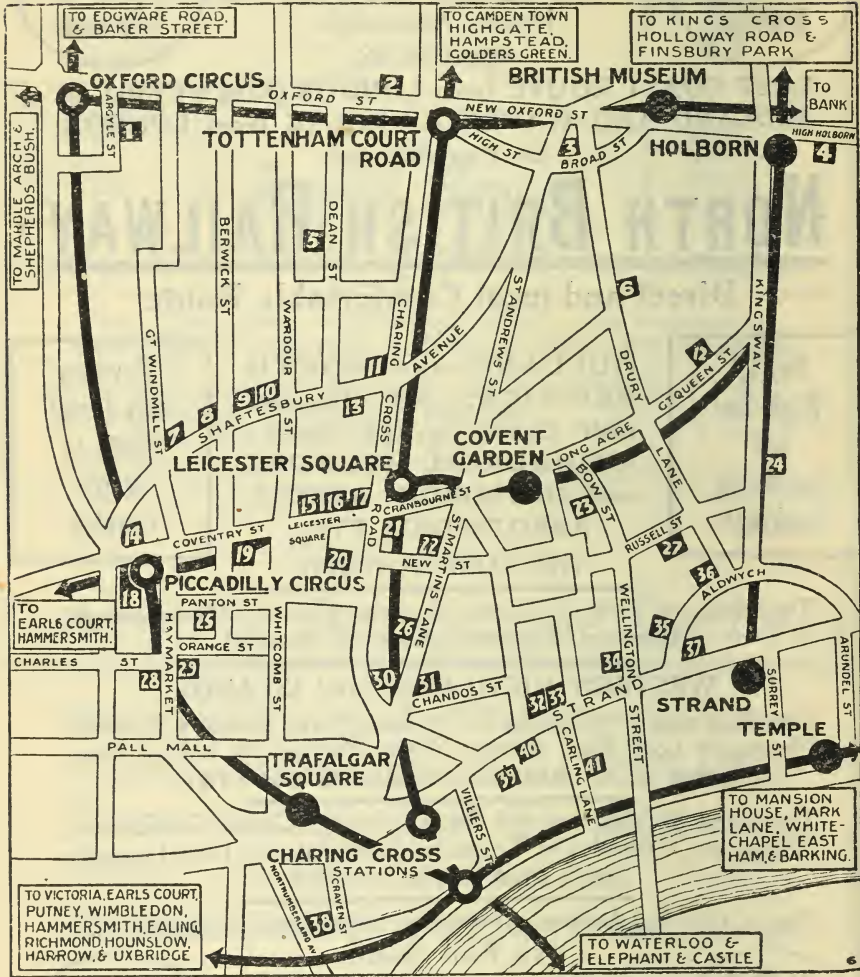 TO EDGWARE ROAD,
& BAKER STREET
TO CAMDEN TOWN
HIGHGATE,
HAMPSTEAD,
GOLDERS GREEN.
TO KINGS CROSS
HOLLOWAY ROAD &
FINSBURY PARK
OXFORD CIRCUS
OXFORD ST
2
BRITISH MUSEUM
TO
BANK
ARGYLE ST
1
NEW OXFORD ST
TOTTENHAM COURT
ROAD
HIGH ST
3
BROAD ST
HOLBORN
HIGH HOLBORN
4
TO MARBLE ARCH &
SHEPHERDS BUSH.
BERWICK ST
DEAN ST
5
WARDOUR
ST
ST ANDREWS ST
6
KINGSWAY
GT WINDMILL ST
CHARING
CROSS
ROAD
SHAFTESBURY
AVENUE
7
8
9
10
11
13
DRURY
LANE
12
GT QUEEN ST
LEICESTER SQUARE
COVENT
GARDEN
LONG ACRE
24
15
16
17
CRANBOURNE ST
BOW ST
23
14
COVENTRY ST
LEICESTER
SQUARE
21
22
RUSSELL ST
27
19
20
NEW ST
ST MARTINS LANE
36
ALDWYCH
18
PICCADILLY CIRCUS
TO
EARLS COURT,
HAMMERSMITH.
PANTON ST
25
26
WELLINGTON
STREET
35
37
HAYMARKET
ORANGE ST
WHITCOMB ST
CHARLES ST
28
29
30
31
CHANDOS ST
32
33
34
STRAND
STRAND
SURREY ST
ARUNDEL ST
PALL MALL
TRAFALGAR
SQUARE
40
39
CARLING LANE
41
TEMPLE
VILLIERS ST
TO MANSION
HOUSE, MARK
LANE, WHITE-
CHAPEL EAST
HAM, & BARKING.
CHARING CROSS
STATIONS
NORTHUMBERLAND AV
38
CRAVEN ST
TO VICTORIA, EARLS COURT,
PUTNEY, WIMBLEDON,
HAMMERSMITH, EALING,
RICHMOND, HOUNSLOW,
HARROW, & UXBRIDGE
TO WATERLOO &
ELEPHANT & CASTLE
6